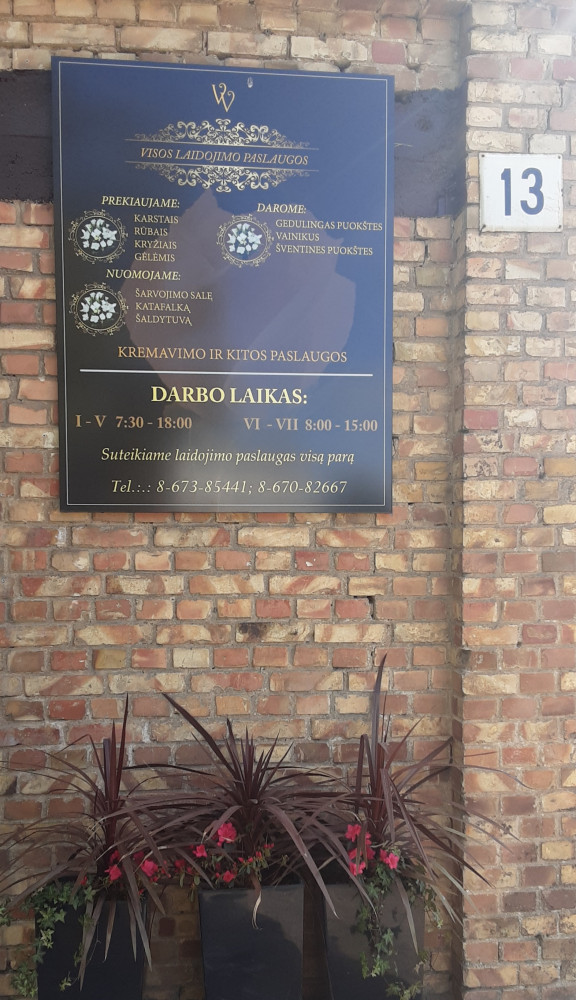 VV
VISOS LAIDOJIMO PASLAUGOS
13
PREKIAUJAME:
KARSTAIS
RŪBAIS
KRYŽIAIS
GĖLĖMIS
DAROME:
GEDULINGAS PUOKŠTES
VAINIKUS
ŠVENTINES PUOKŠTES
NUOMOJAME:
ŠARVOJIMO SALĘ
KATAFALKĄ
ŠALDYTUVĄ
KREMAVIMO IR KITOS PASLAUGOS
DARBO LAIKAS:
I - V 7:30 - 18:00 VI - VII 8:00 - 15:00
Suteikiame laidojimo paslaugas visą parą
Tel.:.: 8-673-85441; 8-670-82667